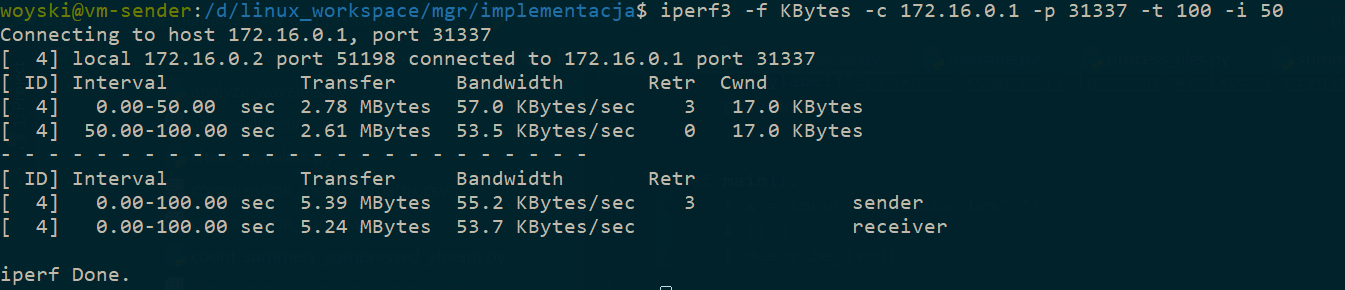 woyski@vm-sender:/d/linux_workspace/mgr/implementacja$ iperf3 -f KBytes -c 172.16.0.1 -p 31337 -t 100 -i 50
Connecting to host 172.16.0.1, port 31337
[  4] local 172.16.0.2 port 51198 connected to 172.16.0.1 port 31337
[ ID] Interval           Transfer     Bandwidth       Retr  Cwnd
[  4]   0.00-50.00  sec  2.78 MBytes  57.0 KBytes/sec    3   17.0 KBytes
[  4]  50.00-100.00 sec  2.61 MBytes  53.5 KBytes/sec    0   17.0 KBytes
- - - - - - - - - - - - - - - - - - - - - - - - -
[ ID] Interval           Transfer     Bandwidth       Retr
[  4]   0.00-100.00 sec  5.39 MBytes  55.2 KBytes/sec    3             sender
[  4]   0.00-100.00 sec  5.24 MBytes  53.7 KBytes/sec                  receiver

iperf Done.